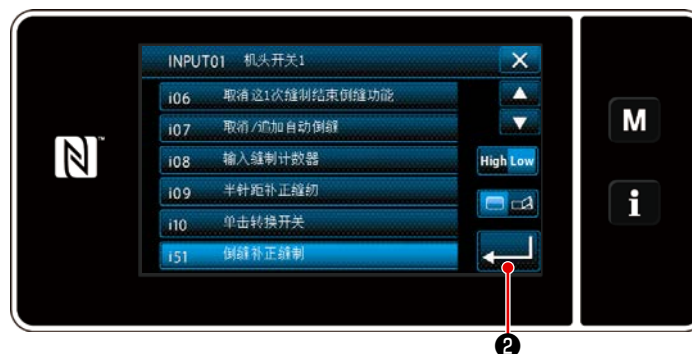 INPUT01 机头开关1
i06 取消这1次缝制结束倒缝功能
i07 取消/追加自动倒缝
i08 输入缝制计数器
i09 半针距补正缝纫
i10 单击转换开关
i51 倒缝补正缝制
High Low
M
i
N
❷